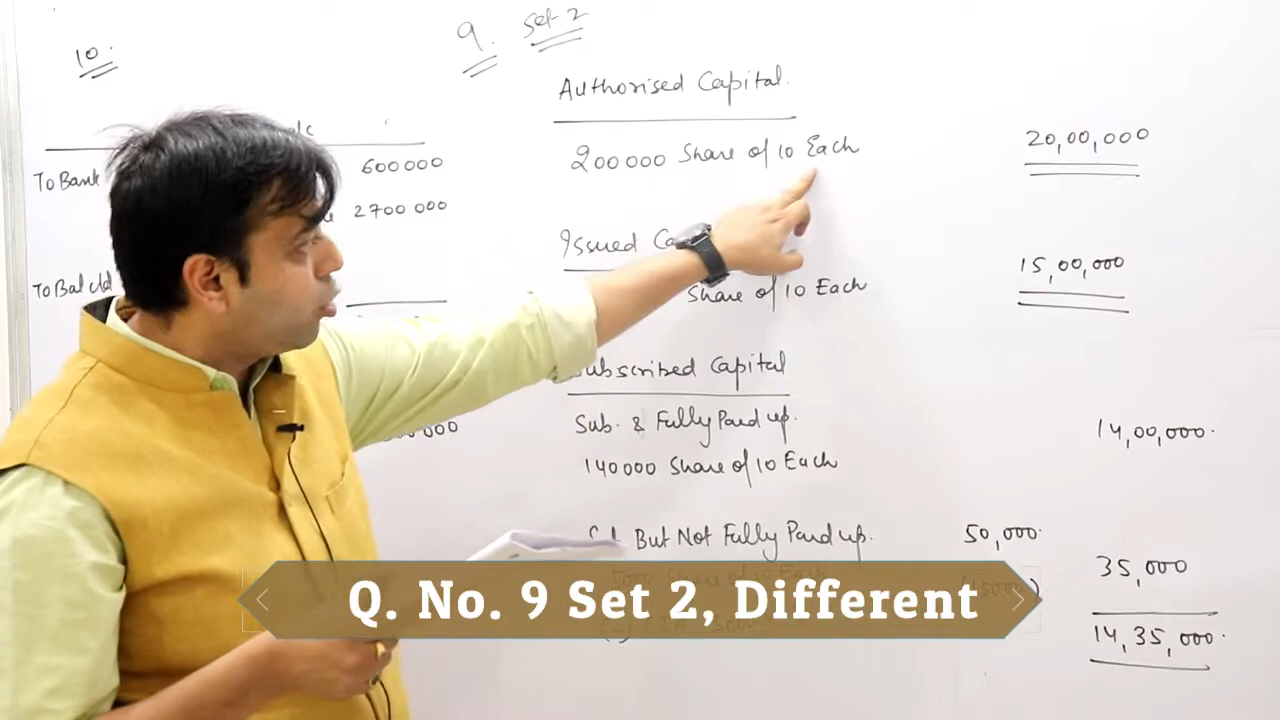 10.
9. Set-2
To Bank 600000
2700 000
To Bal c/d
Authorised Capital.
200000 Share of 10 Each 20,00,000
Issued
Share of 10 Each 15,00,000
Subscribed Capital
Sub. & Fully Paid up.
140000 Share of 10 Each 14,00,000.
But Not Fully Paid up. 50,000.
35,000
14,35,000.
Q. No. 9 Set 2, Different